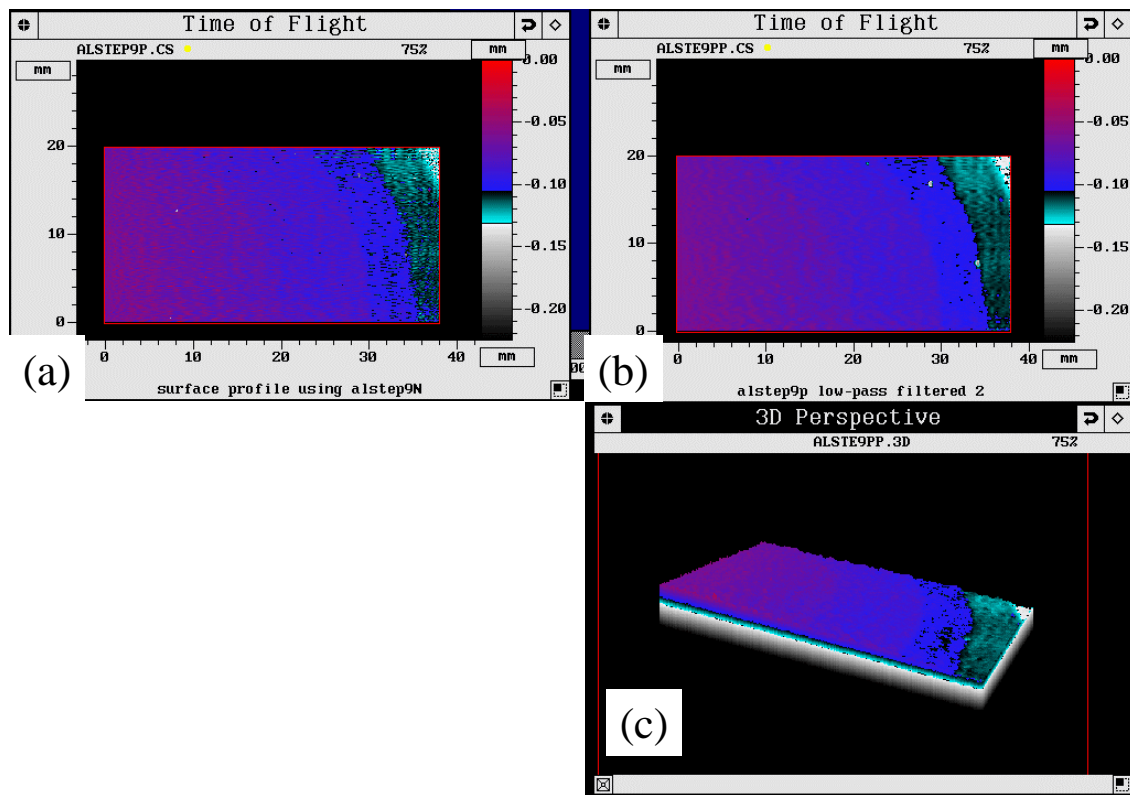 Time of Flight
ALSTEP9P.CS 75% mm
mm
0.00
-0.05
-0.10
-0.15
-0.20
20
10
0
0 10 20 30 40
mm
surface profile using alstep9N
(a)
Time of Flight
ALSTE9PP.CS 75% mm
mm
0.00
-0.05
-0.10
-0.15
-0.20
20
10
0
0 10 20 30 40
mm
alstep9p low-pass filtered 2
(b)
3D Perspective
ALSTE9PP.3D 75%
(c)